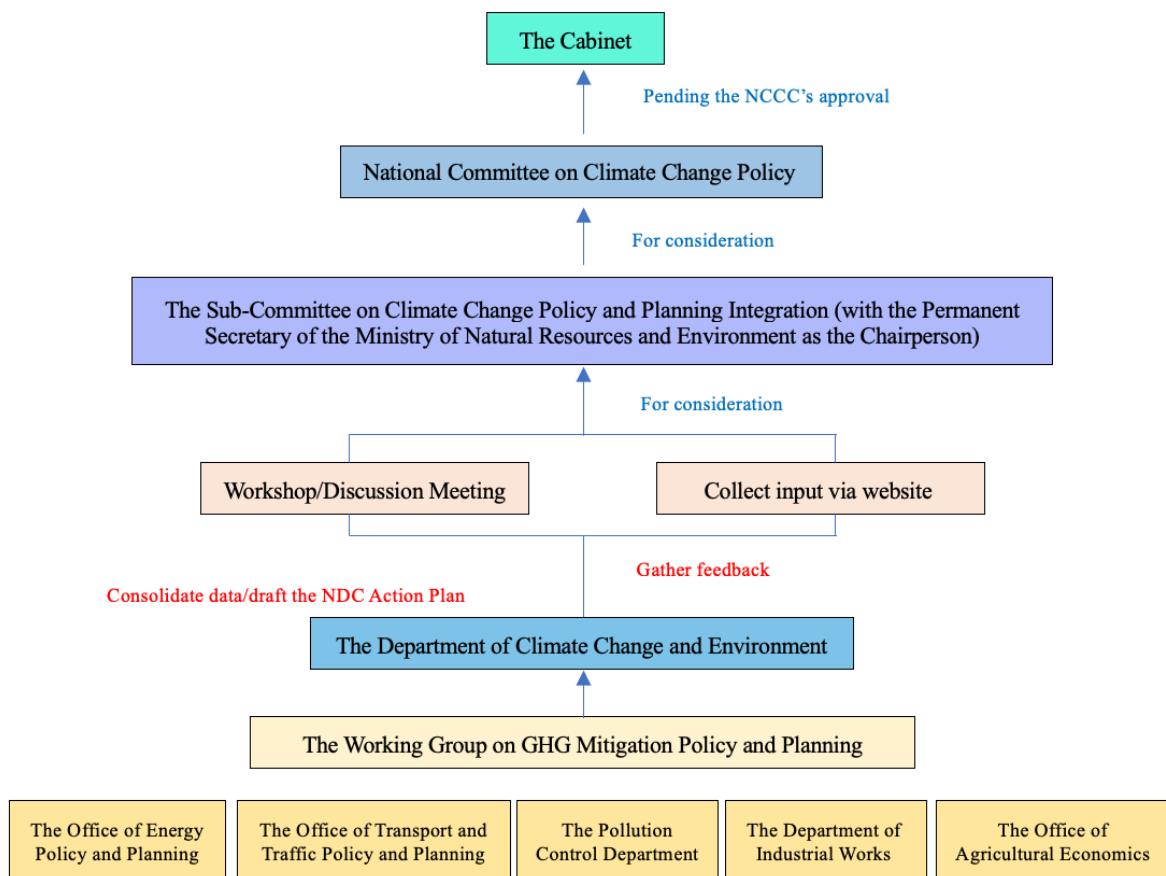 The Cabinet
Pending the NCCC's approval
National Committee on Climate Change Policy
For consideration
The Sub-Committee on Climate Change Policy and Planning Integration (with the Permanent
Secretary of the Ministry of Natural Resources and Environment as the Chairperson)
For consideration
Workshop/Discussion Meeting
Collect input via website
Gather feedback
Consolidate data/draft the NDC Action Plan
The Department of Climate Change and Environment
The Working Group on GHG Mitigation Policy and Planning
The Office of Energy
Policy and Planning
The Office of Transport and
Traffic Policy and Planning
The Pollution
Control Department
The Department of
Industrial Works
The Office of
Agricultural Economics